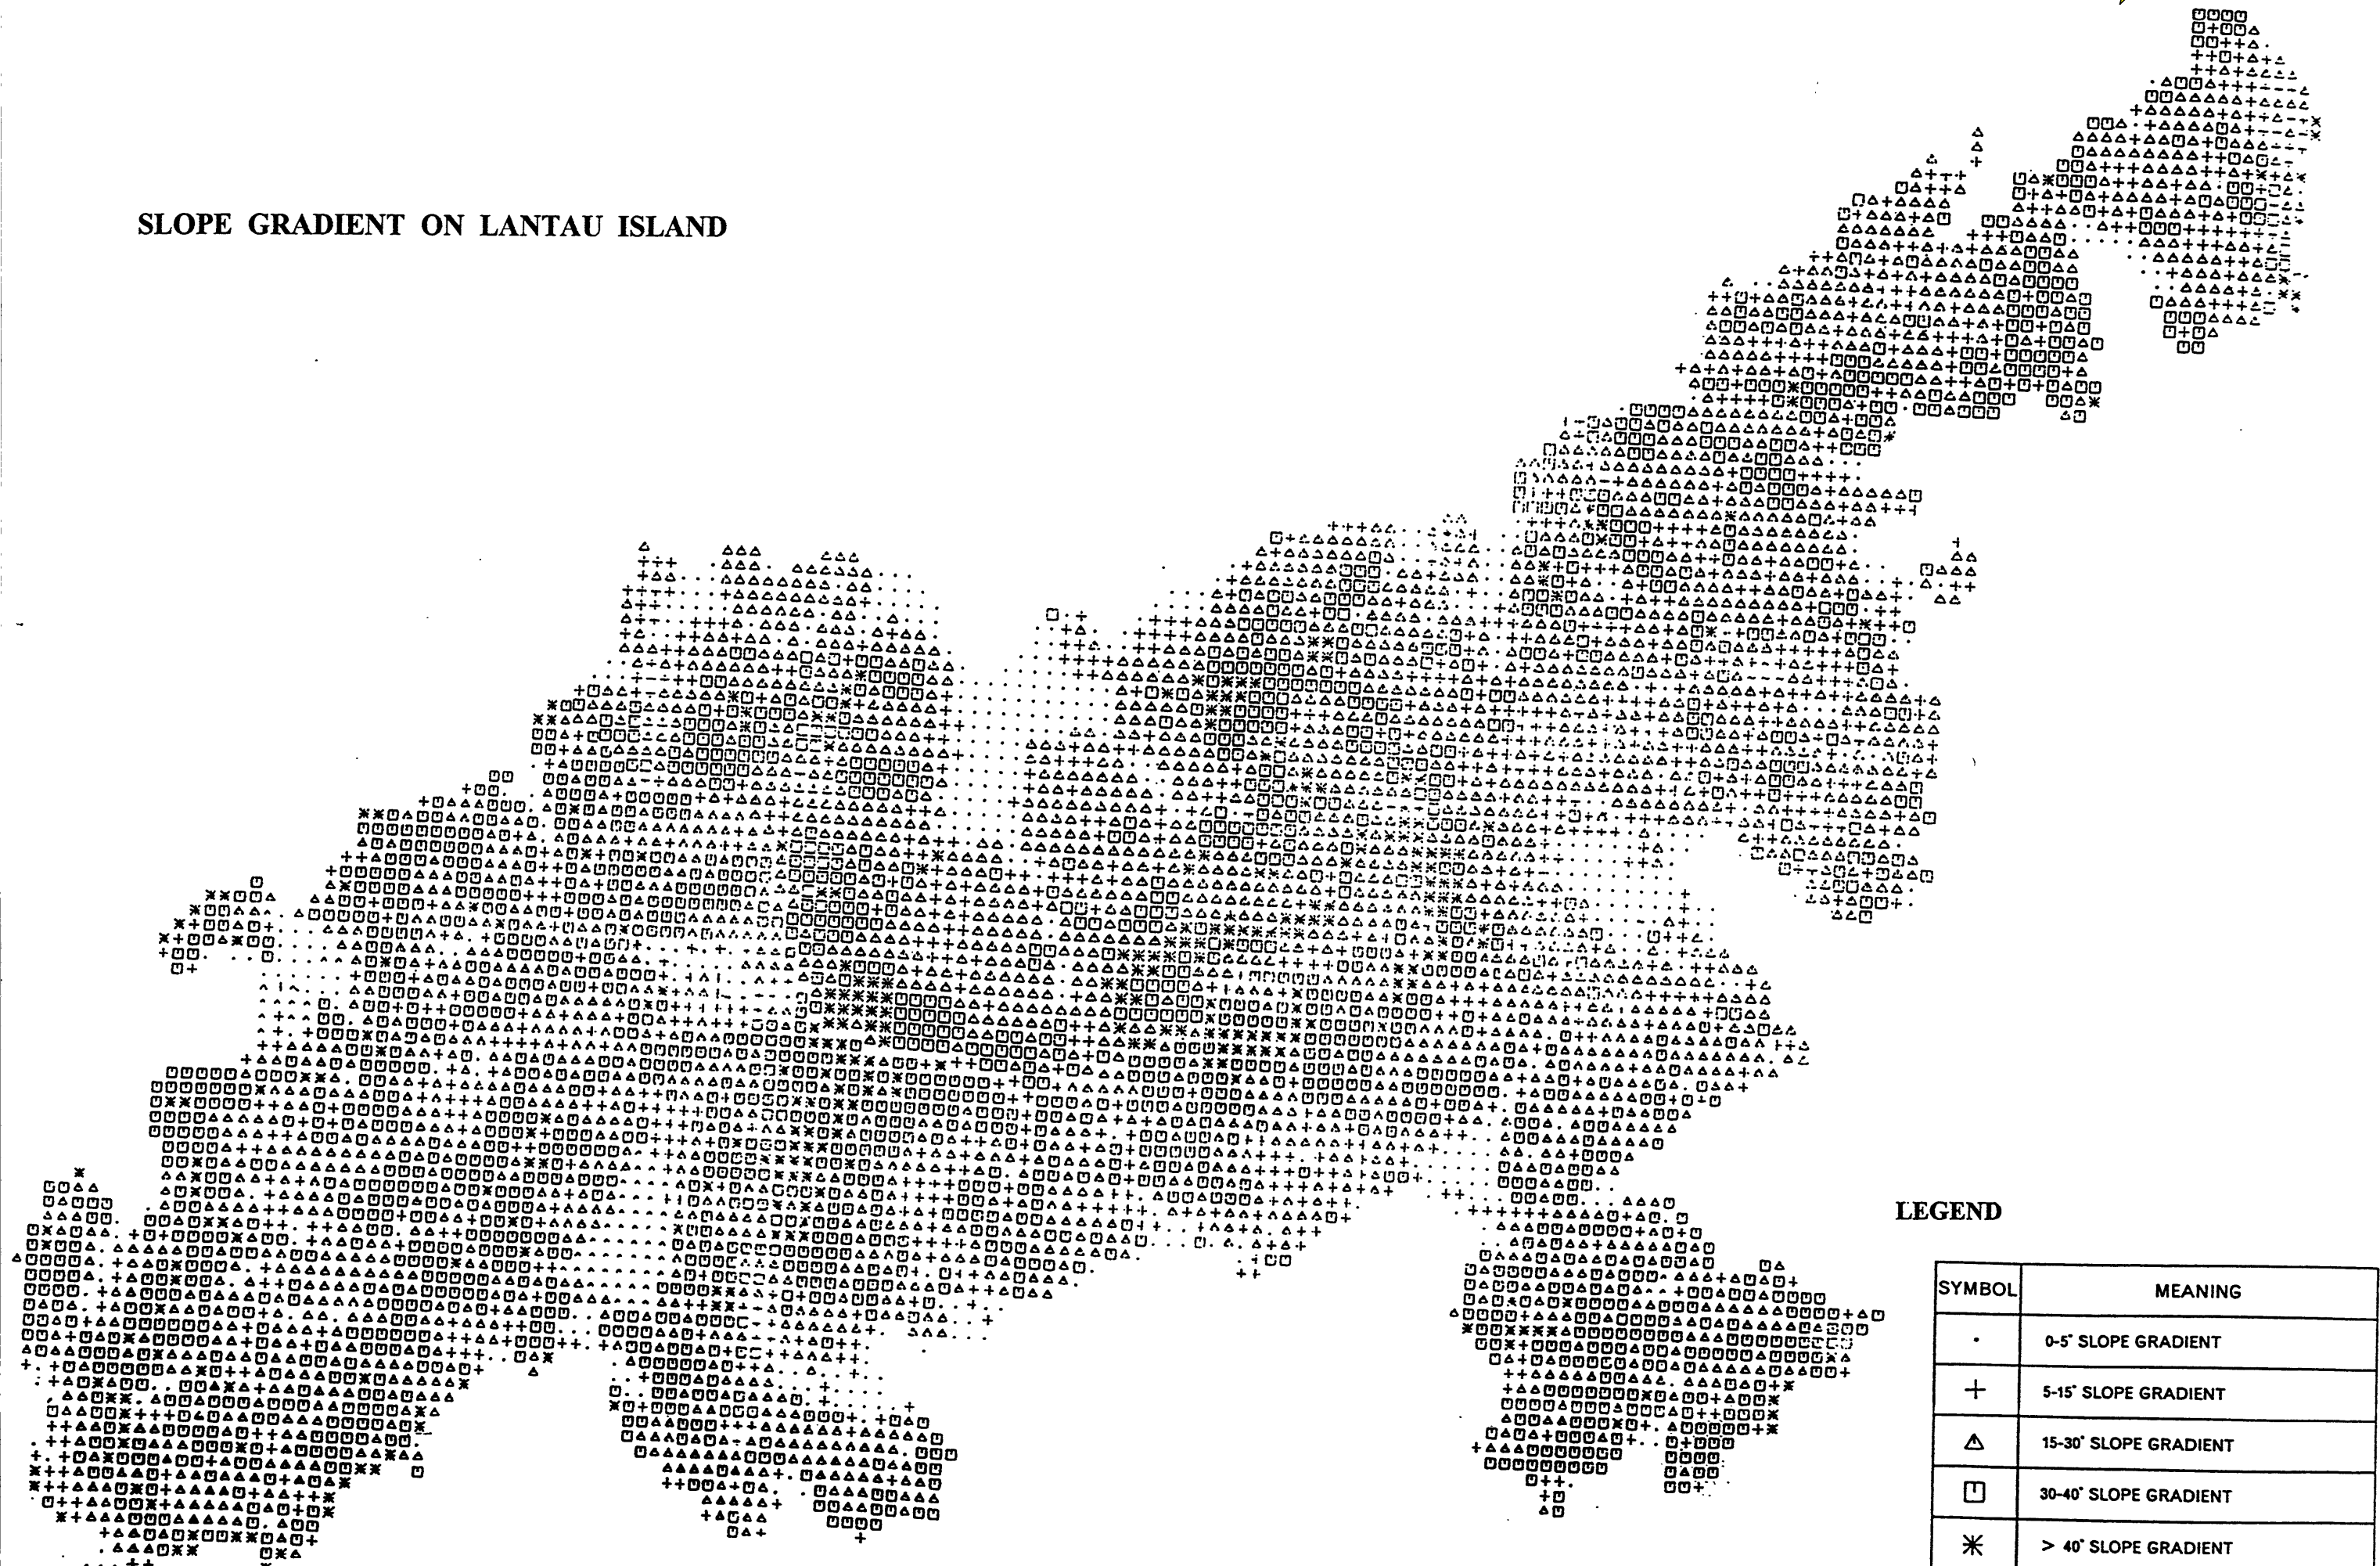 SLOPE GRADIENT ON LANTAU ISLAND
LEGEND
SYMBOL MEANING
· 0-5° SLOPE GRADIENT
+ 5-15° SLOPE GRADIENT
15-30° SLOPE GRADIENT
30-40° SLOPE GRADIENT
> 40° SLOPE GRADIENT